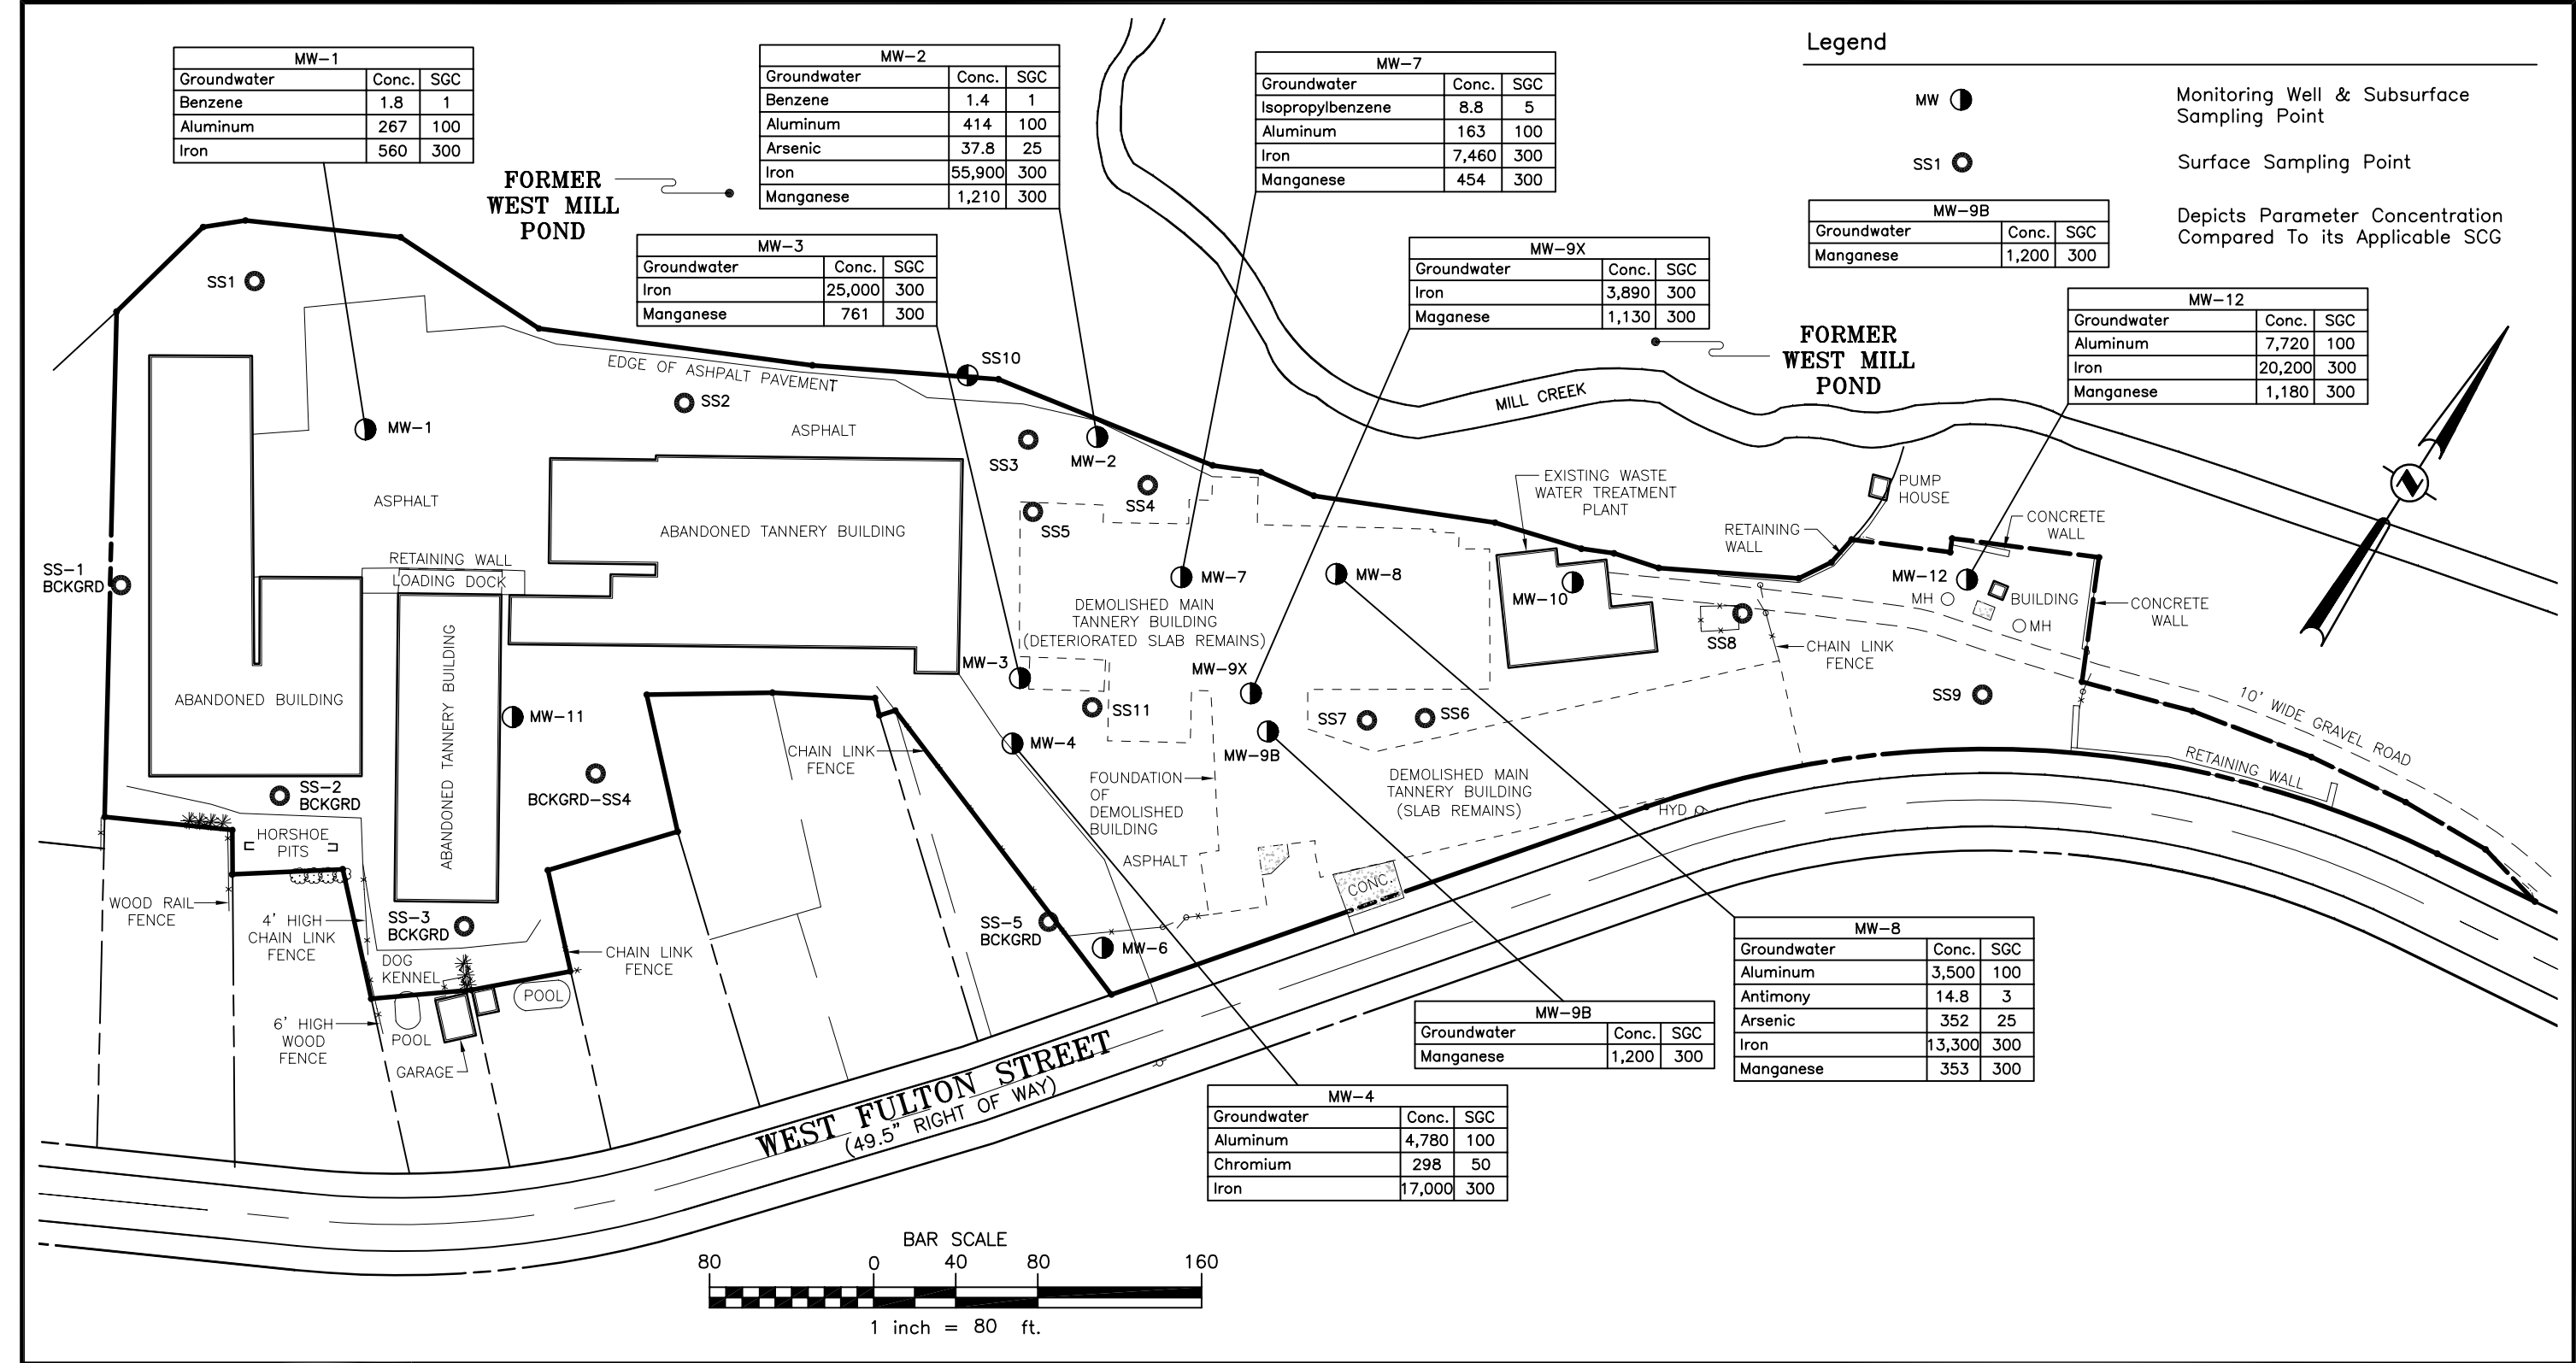 MW-1
Groundwater Conc. SGC
Benzene 1.8 1
Aluminum 267 100
Iron 560 300
MW-2
Groundwater Conc. SGC
Benzene 1.4 1
Aluminum 414 100
Arsenic 37.8 25
Iron 55,900 300
Manganese 1,210 300
MW-7
Groundwater Conc. SGC
Isopropylbenzene 8.8 5
Aluminum 163 100
Iron 7,460 300
Manganese 454 300
Legend
MW
Monitoring Well & Subsurface
Sampling Point
SS1
Surface Sampling Point
MW-9B
Groundwater Conc. SGC
Manganese 1,200 300
Depicts Parameter Concentration
Compared To its Applicable SCG
FORMER
WEST MILL
POND
MW-3
Groundwater Conc. SGC
Iron 25,000 300
Manganese 761 300
MW-9X
Groundwater Conc. SGC
Iron 3,890 300
Maganese 1,130 300
FORMER
WEST MILL
POND
MW-12
Groundwater Conc. SGC
Aluminum 7,720 100
Iron 20,200 300
Manganese 1,180 300
SS1
EDGE OF ASHPALT PAVEMENT
SS10
SS2
MILL CREEK
MW-1
ASPHALT
SS3
MW-2
SS4
SS5
ASPHALT
ABANDONED TANNERY BUILDING
EXISTING WASTE
WATER TREATMENT
PLANT
PUMP
HOUSE
RETAINING
WALL
CONCRETE
WALL
N
SS-1
BCKGRD
RETAINING WALL
LOADING DOCK
MW-7
MW-8
MW-10
MW-12
MH
BUILDING
MH
CONCRETE
WALL
DEMOLISHED MAIN
TANNERY BUILDING
(DETERIORATED SLAB REMAINS)
SS8
CHAIN LINK
FENCE
MW-3
MW-9X
ABANDONED BUILDING
ABANDONED TANNERY BUILDING
MW-11
SS11
SS7
SS6
SS9
10' WIDE GRAVEL ROAD
RETAINING WALL
CHAIN LINK
FENCE
MW-4
MW-9B
SS-2
BCKGRD
BCKGRD-SS4
FOUNDATION
OF
DEMOLISHED
BUILDING
DEMOLISHED MAIN
TANNERY BUILDING
(SLAB REMAINS)
HYD
HORSHOE
PITS
ASPHALT
CONC.
WOOD RAIL
FENCE
4' HIGH
CHAIN LINK
FENCE
SS-3
BCKGRD
SS-5
BCKGRD
MW-6
DOG
KENNEL
CHAIN LINK
FENCE
POOL
6' HIGH
WOOD
FENCE
POOL
GARAGE
WEST FULTON STREET
(49.5" RIGHT OF WAY)
MW-8
Groundwater Conc. SGC
Aluminum 3,500 100
Antimony 14.8 3
Arsenic 352 25
Iron 13,300 300
Manganese 353 300
MW-9B
Groundwater Conc. SGC
Manganese 1,200 300
MW-4
Groundwater Conc. SGC
Aluminum 4,780 100
Chromium 298 50
Iron 17,000 300
BAR SCALE
80 0 40 80 160
1 inch = 80 ft.